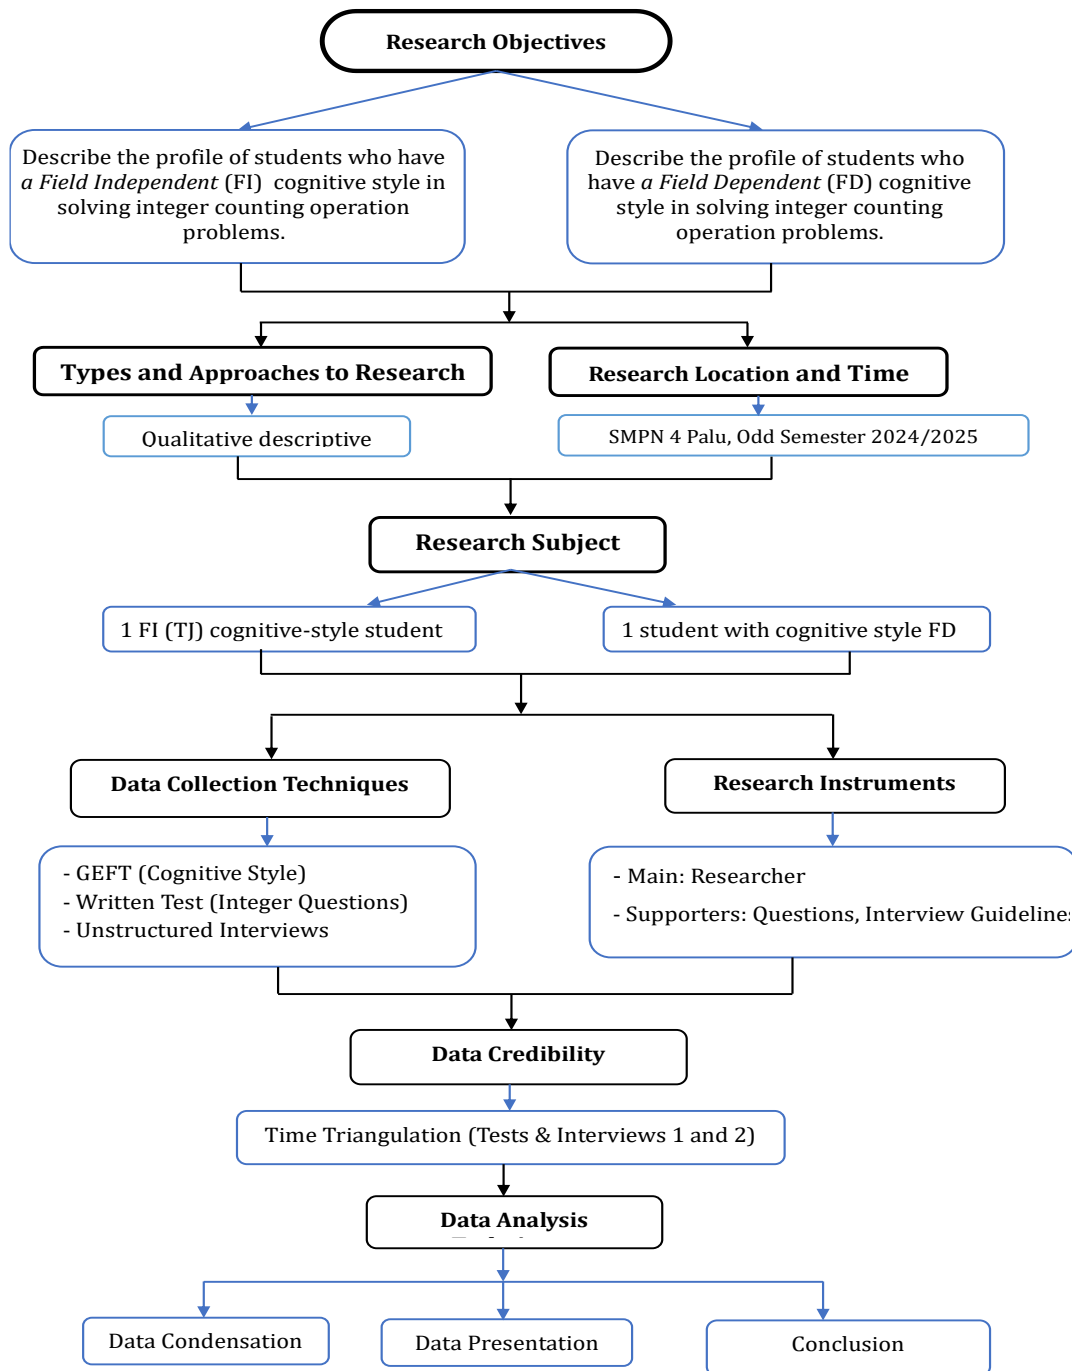 Research Objectives
Describe the profile of students who have
a Field Independent (FI) cognitive style in
solving integer counting operation
problems.
Describe the profile of students who
have a Field Dependent (FD) cognitive
style in solving integer counting
operation problems.
Types and Approaches to Research
Research Location and Time
Qualitative descriptive
SMPN 4 Palu, Odd Semester 2024/2025
Research Subject
1 FI (TJ) cognitive-style student
1 student with cognitive style FD
Data Collection Techniques
Research Instruments
- GEFT (Cognitive Style)
- Written Test (Integer Questions)
- Unstructured Interviews
- Main: Researcher
- Supporters: Questions, Interview Guidelines
Data Credibility
Time Triangulation (Tests & Interviews 1 and 2)
Data Analysis
Data Condensation
Data Presentation
Conclusion